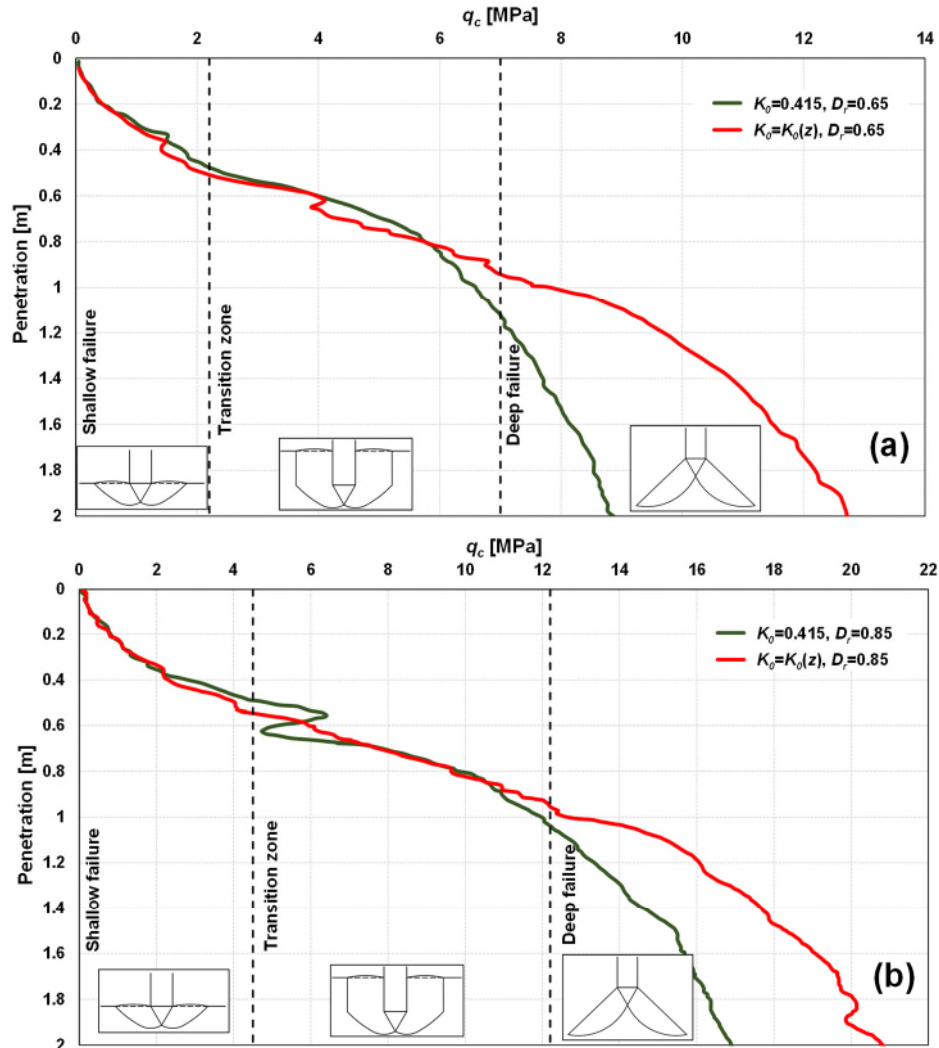 q_c [MPa]
0 2 4 6 8 10 12 14
0
0.2
0.4
0.6
0.8
1
1.2
1.4
1.6
1.8
2
Penetration [m]
K_0=0.415, D_r=0.65
K_0=K_0(z), D_r=0.65
Shallow failure
Transition zone
Deep failure
(a)
q_c [MPa]
0 2 4 6 8 10 12 14 16 18 20 22
0
0.2
0.4
0.6
0.8
1
1.2
1.4
1.6
1.8
2
Penetration [m]
K_0=0.415, D_r=0.85
K_0=K_0(z), D_r=0.85
Shallow failure
Transition zone
Deep failure
(b)